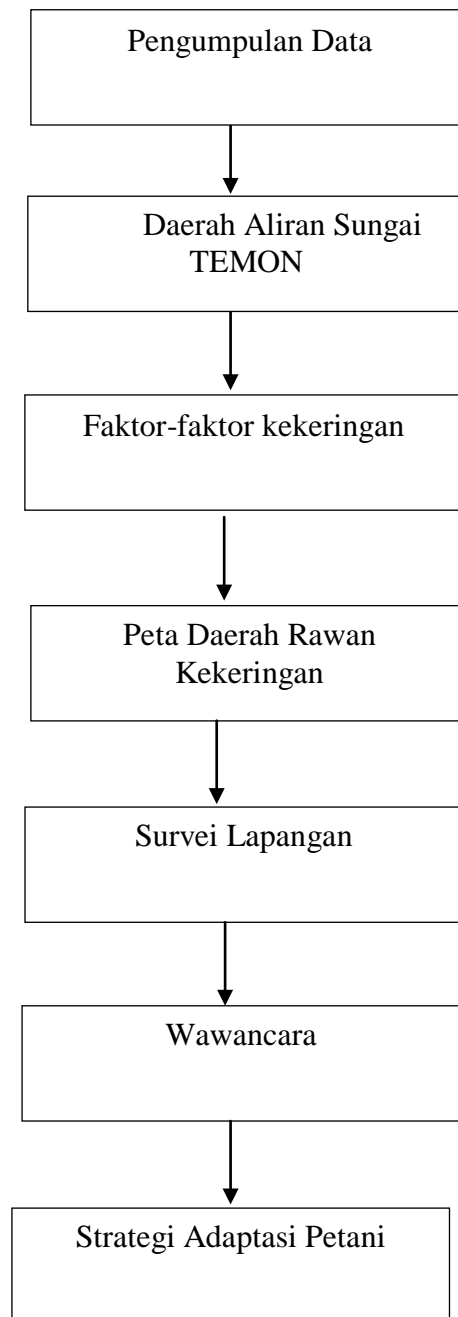 Pengumpulan Data
Daerah Aliran Sungai
TEMON
Faktor-faktor kekeringan
Peta Daerah Rawan
Kekeringan
Survei Lapangan
Wawancara
Strategi Adaptasi Petani